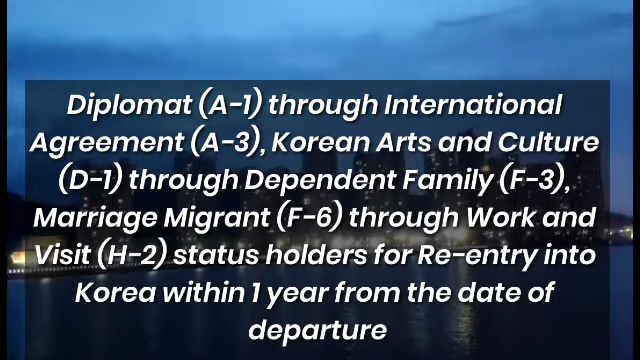 Diplomat (A-1) through International
Agreement (A-3), Korean Arts and Culture
(D-1) through Dependent Family (F-3),
Marriage Migrant (F-6) through Work and
Visit (H-2) status holders for Re-entry into
Korea within 1 year from the date of
departure